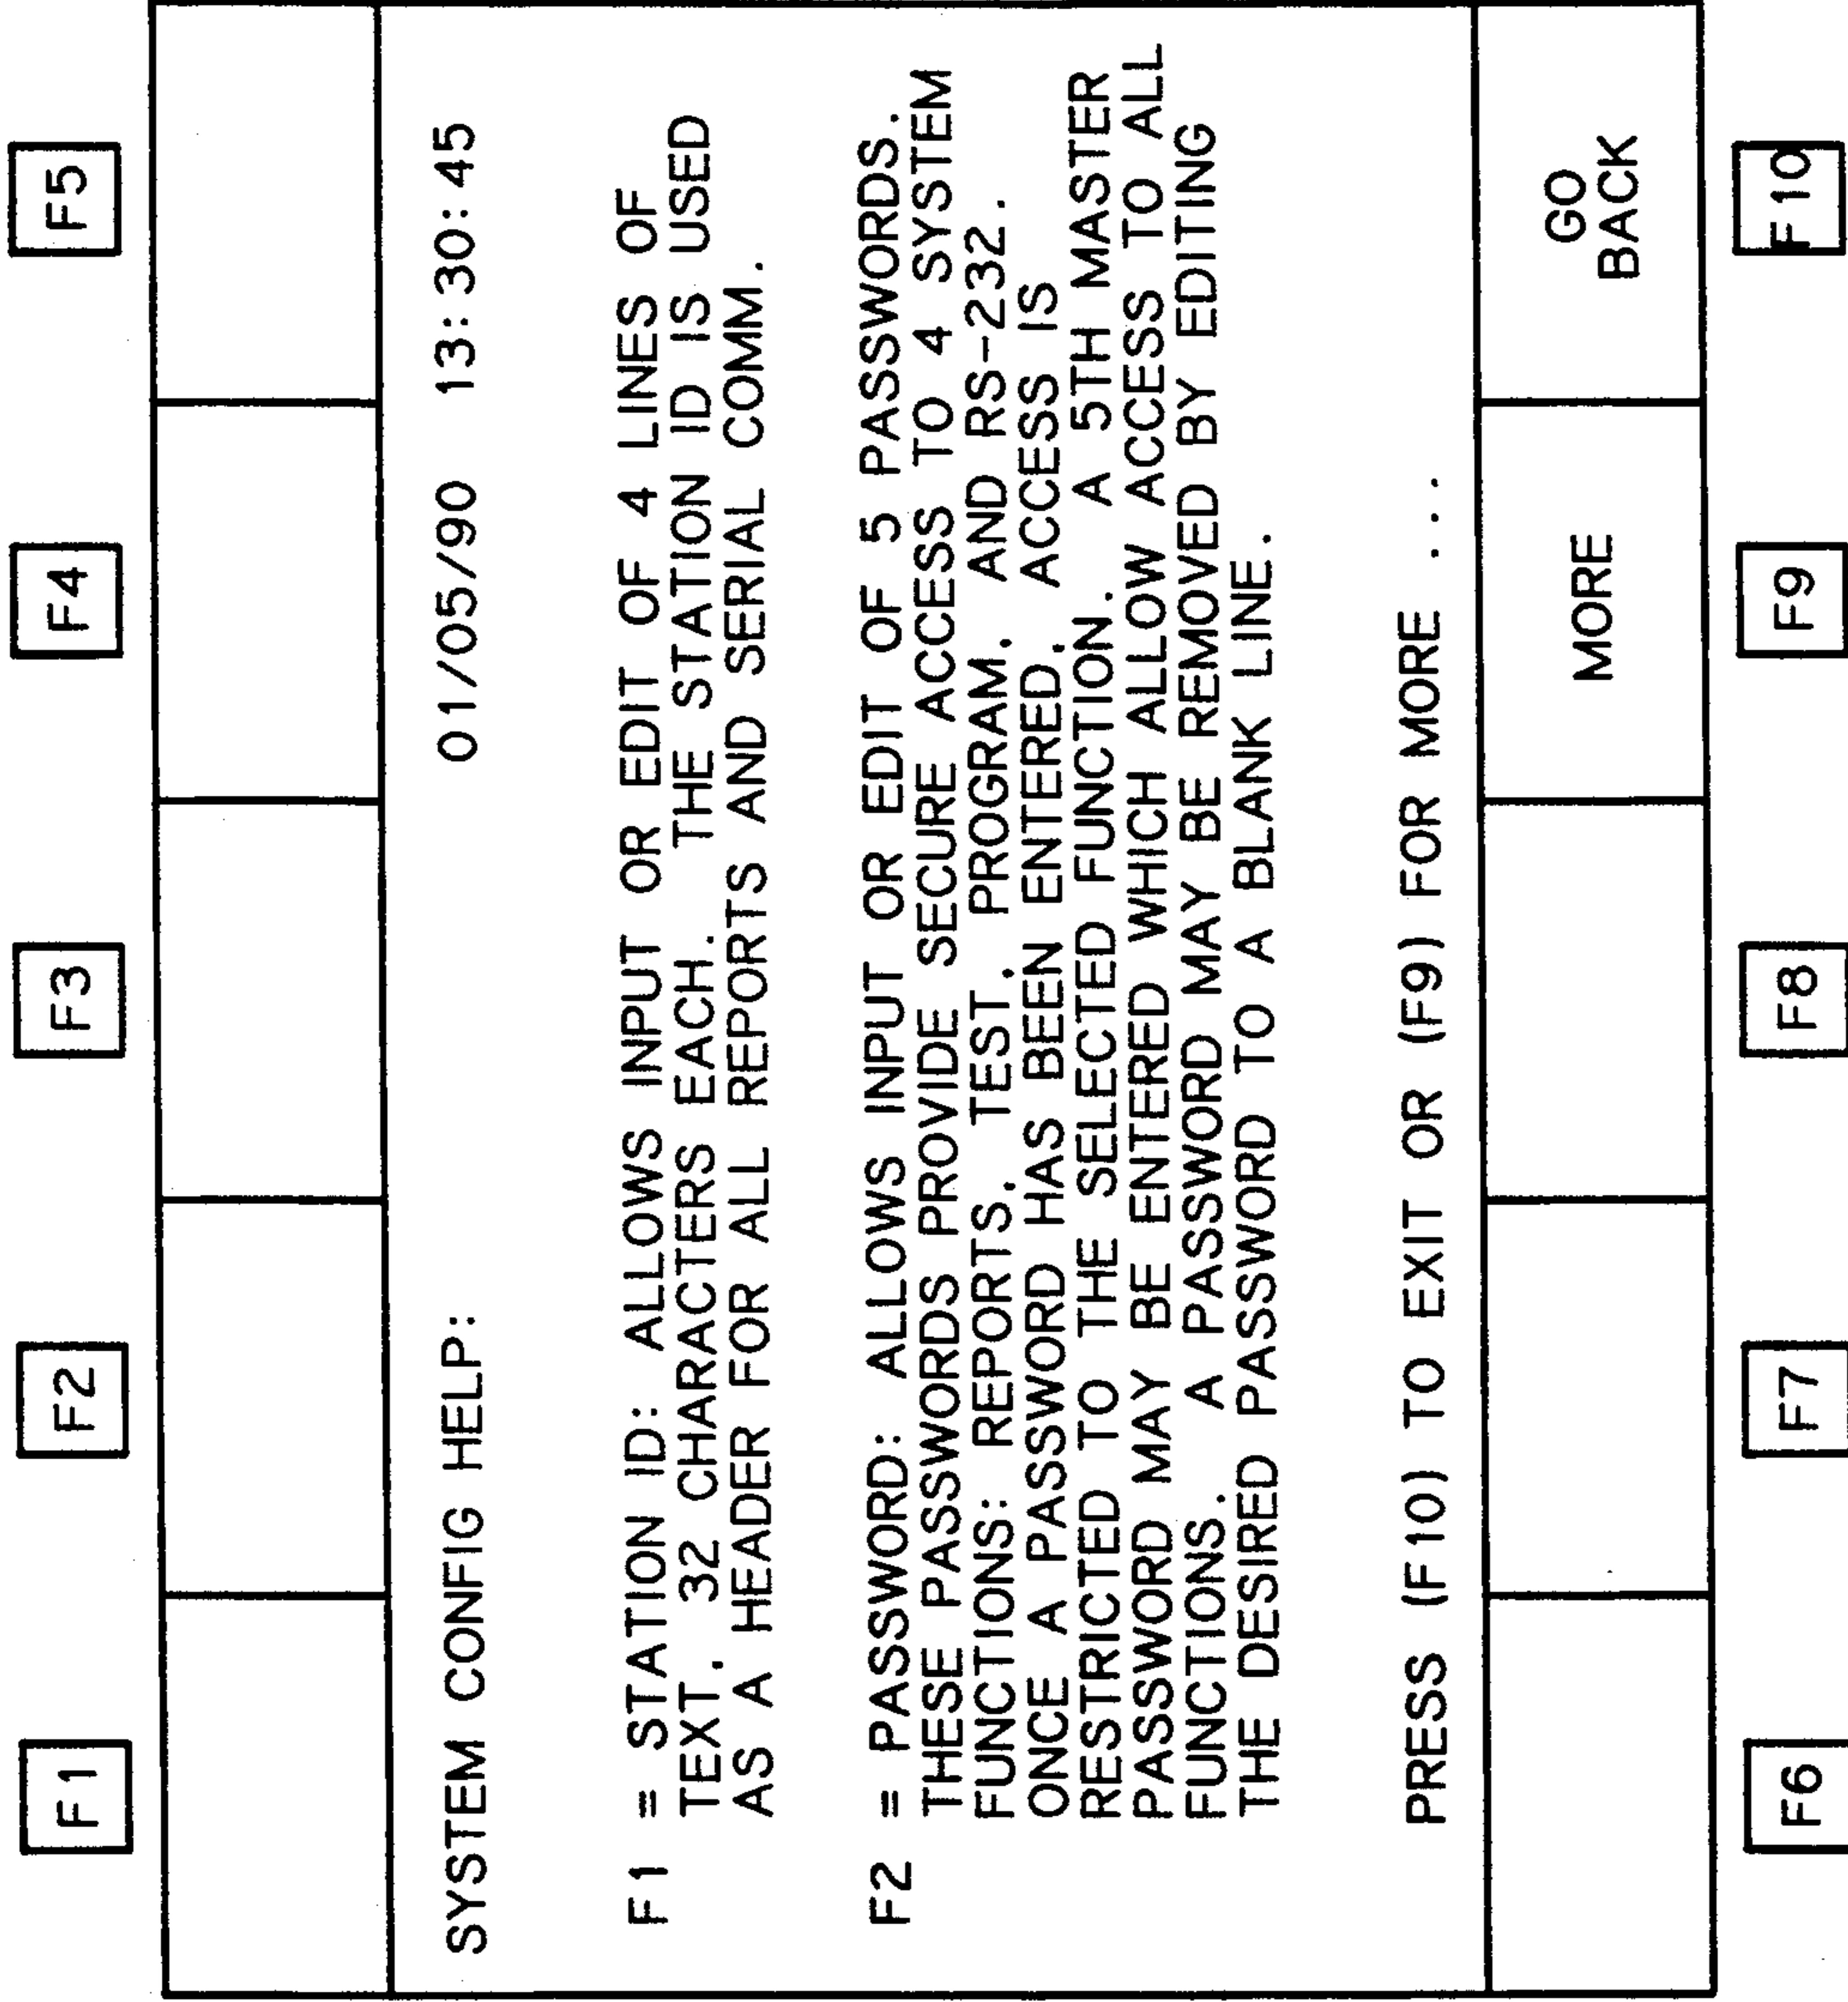 F1 F2 F3 F4 F5
SYSTEM CONFIG HELP: 01/05/90 13:30:45
F1 = STATION ID: ALLOWS INPUT OR EDIT OF 4 LINES OF
TEXT. 32 CHARACTERS EACH. THE STATION ID IS USED
AS A HEADER FOR ALL REPORTS AND SERIAL COMM.
F2 = PASSWORD: ALLOWS INPUT OR EDIT OF 5 PASSWORDS.
THESE PASSWORDS PROVIDE SECURE ACCESS TO 4 SYSTEM
FUNCTIONS: REPORTS. TEST. PROGRAM. AND RS-232.
ONCE A PASSWORD HAS BEEN ENTERED. ACCESS IS
RESTRICTED TO THE SELECTED FUNCTION. A 5TH MASTER
PASSWORD MAY BE ENTERED WHICH ALLOW ACCESS TO ALL
FUNCTIONS. A PASSWORD MAY BE REMOVED BY EDITING
THE DESIRED PASSWORD TO A BLANK LINE.
PRESS (F10) TO EXIT OR (F9) FOR MORE ....
MORE
GO
BACK
F6 F7 F8 F9 F10